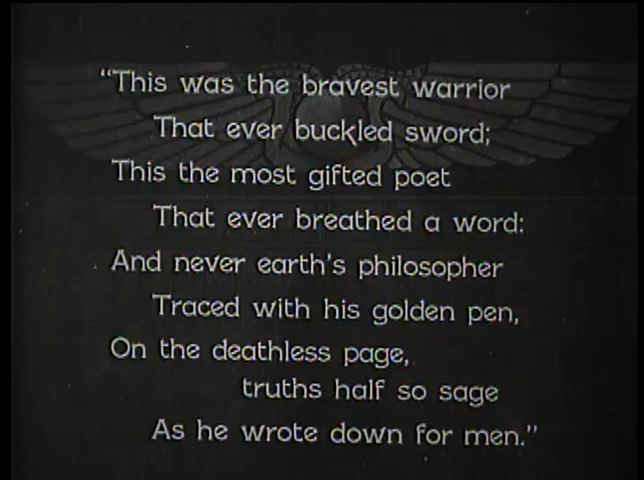 “This was the bravest warrior
That ever buckled sword;
This the most gifted poet
That ever breathed a word:
And never earth's philosopher
Traced with his golden pen,
On the deathless page,
truths half so sage
As he wrote down for men.”